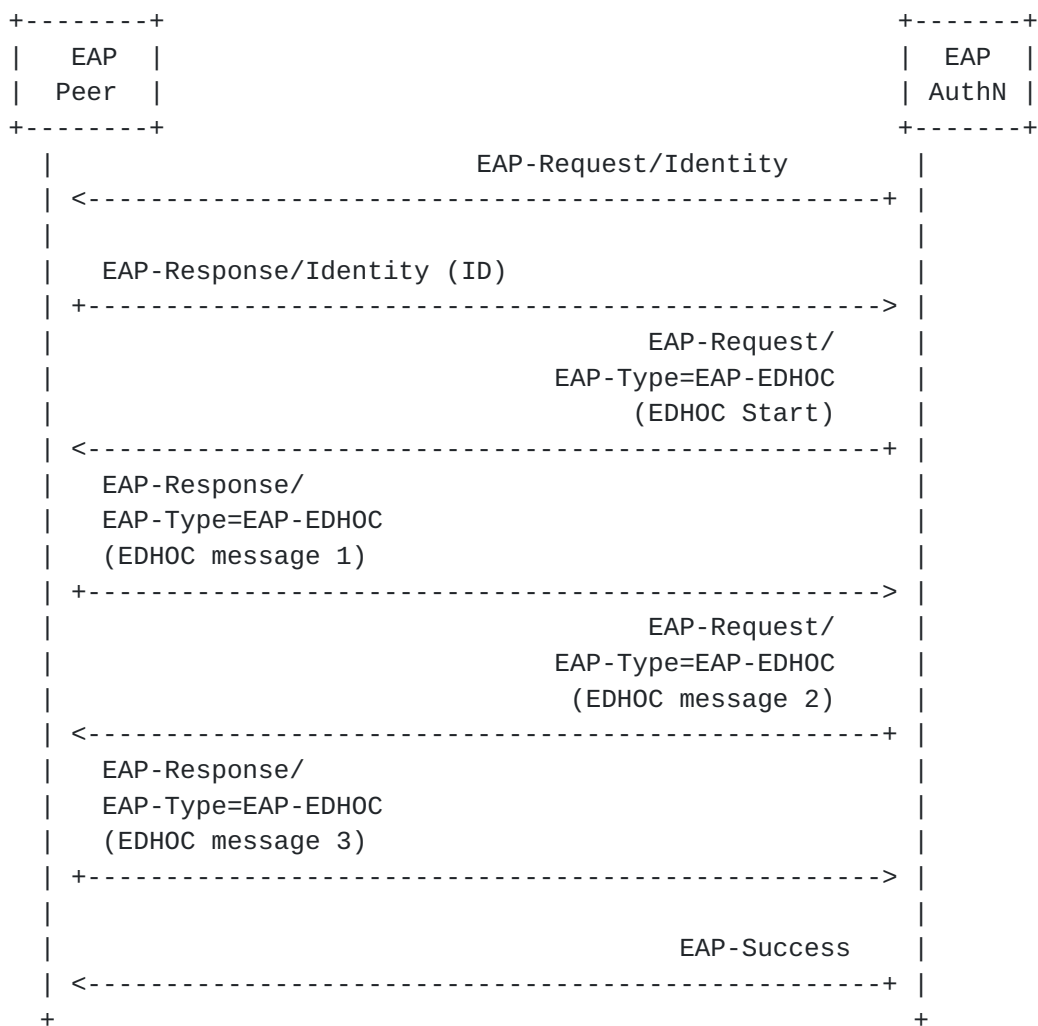 EAP EAP
Peer AuthN
EAP-Request/Identity
EAP-Response/Identity (ID)
EAP-Request/
EAP-Type=EAP-EDHOC
(EDHOC Start)
EAP-Response/
EAP-Type=EAP-EDHOC
(EDHOC message 1)
EAP-Request/
EAP-Type=EAP-EDHOC
(EDHOC message 2)
EAP-Response/
EAP-Type=EAP-EDHOC
(EDHOC message 3)
EAP-Success